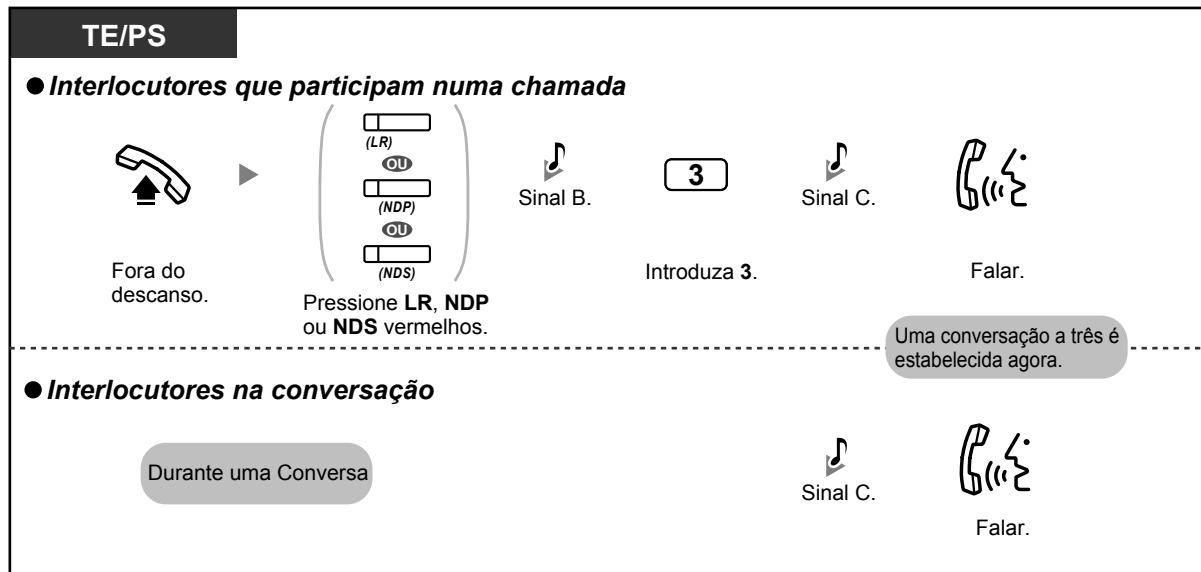 TE/PS
● Interlocutores que participam numa chamada
(LR)
OU
(NDP)
OU
(NDS)
Fora do
descanso.
Pressione LR, NDP
ou NDS vermelhos.
Sinal B.
3
Introduza 3.
Sinal C.
Falar.
Uma conversação a três é
estabelecida agora.
● Interlocutores na conversação
Durante uma Conversa
Sinal C.
Falar.